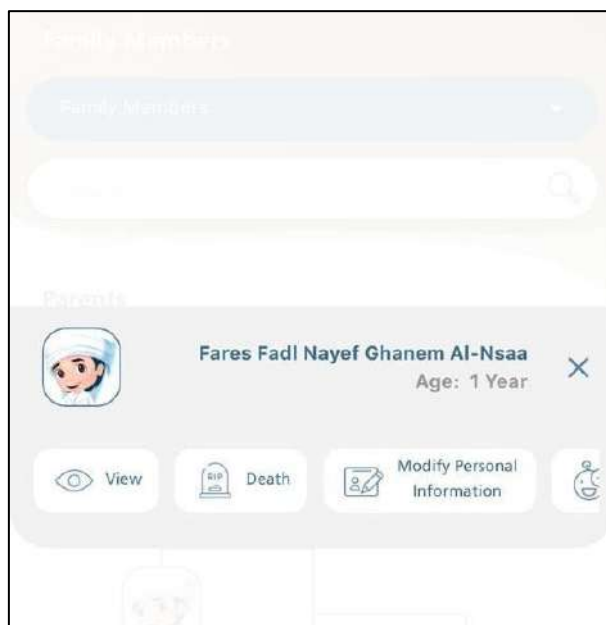 Family Members
Family Members
Parents
Fares Fadl Nayef Ghanem Al-Nsaa
Age: 1 Year
View
RIP
Death
Modify Personal
Information